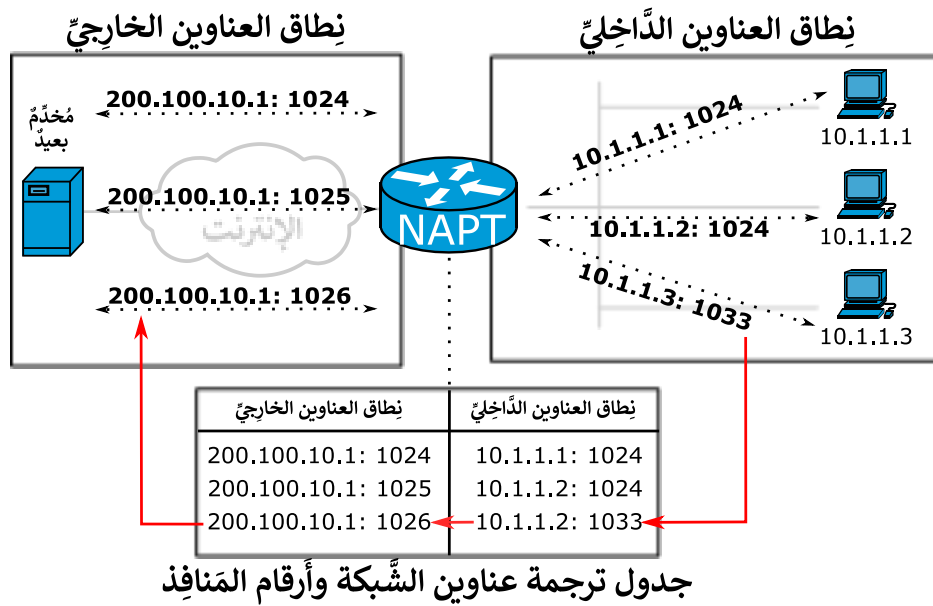 نِطاق العناوين الدَّاخِليِّ
نِطاق العناوين الخارِجيِّ
10.1.1.1: 1024
10.1.1.1
10.1.1.2: 1024
10.1.1.2
10.1.1.3: 1033
10.1.1.3
NAPT
200.100.10.1: 1024
مُخدِّمٌ
بعيدٌ
200.100.10.1: 1025
الإنترنت
200.100.10.1: 1026
نِطاق العناوين الدَّاخِليِّ نِطاق العناوين الخارِجيِّ
10.1.1.1: 1024 200.100.10.1: 1024
10.1.1.2: 1024 200.100.10.1: 1025
10.1.1.2: 1033 200.100.10.1: 1026
جدول ترجمة عناوين الشَّبكة وأَرقام المَنافِذ